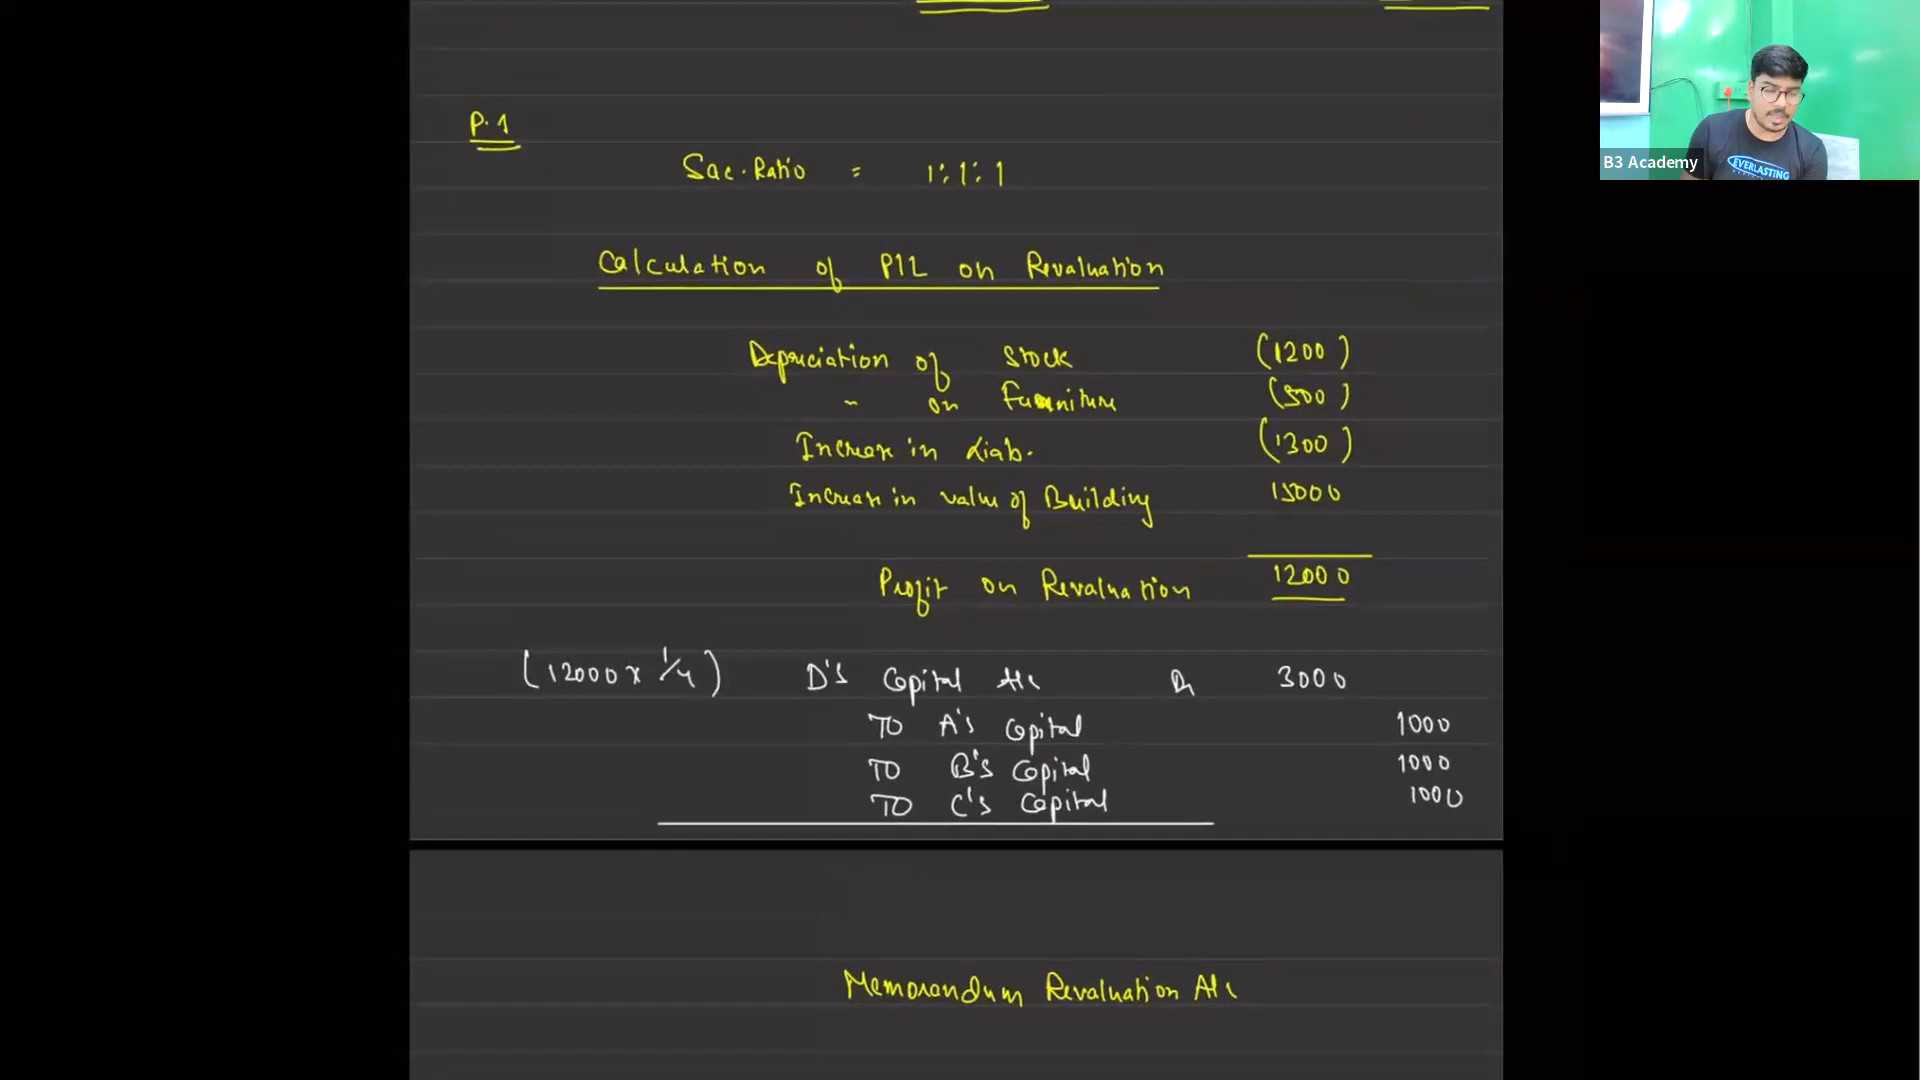 P.1
Sac. Ratio = 1:1:1
Calculation of P/L on Revaluation
Depreciation of Stock (1200)
" on Furniture (500)
Increase in Liab. (1300)
Increase in value of Building 15000
Profit on Revaluation 12000
(12000 x 1/4) D's Capital A/c Dr 3000
TO A's Capital 1000
TO B's Capital 1000
TO C's Capital 1000
Memorandum Revaluation A/c
B3 Academy
EVERLASTING